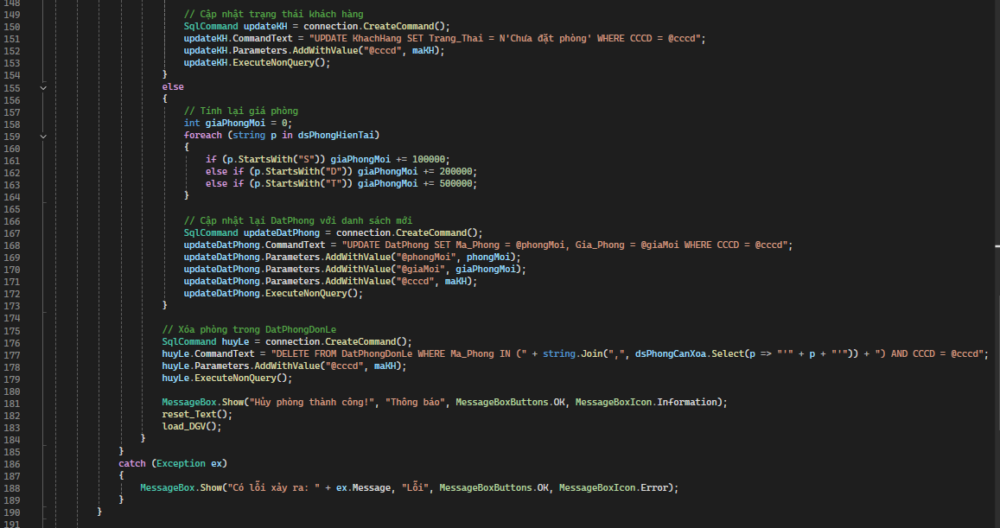 148
149 // Cập nhật trạng thái khách hàng
150 SqlCommand updateKH = connection.CreateCommand();
151 updateKH.CommandText = "UPDATE KhachHang SET Trang_Thai = N'Chưa đặt phòng' WHERE CCCD = @cccd";
152 updateKH.Parameters.AddWithValue("@cccd", maKH);
153 updateKH.ExecuteNonQuery();
154 }
155 else
156 {
157 // Tính lại giá phòng
158 int giaPhongMoi = 0;
159 foreach (string p in dsPhongHienTai)
160 {
161 if (p.StartsWith("S")) giaPhongMoi += 100000;
162 else if (p.StartsWith("D")) giaPhongMoi += 200000;
163 else if (p.StartsWith("T")) giaPhongMoi += 500000;
164 }
165
166 // Cập nhật lại DatPhong với danh sách mới
167 SqlCommand updateDatPhong = connection.CreateCommand();
168 updateDatPhong.CommandText = "UPDATE DatPhong SET Ma_Phong = @phongMoi, Gia_Phong = @giaMoi WHERE CCCD = @cccd";
169 updateDatPhong.Parameters.AddWithValue("@phongMoi", phongMoi);
170 updateDatPhong.Parameters.AddWithValue("@giaMoi", giaPhongMoi);
171 updateDatPhong.Parameters.AddWithValue("@cccd", maKH);
172 updateDatPhong.ExecuteNonQuery();
173 }
174
175 // Xóa phòng trong DatPhongDonLe
176 SqlCommand huyLe = connection.CreateCommand();
177 huyLe.CommandText = "DELETE FROM DatPhongDonLe WHERE Ma_Phong IN (" + string.Join(",", dsPhongCanXoa.Select(p => "'" + p + "'")) + ") AND CCCD = @cccd";
178 huyLe.Parameters.AddWithValue("@cccd", maKH);
179 huyLe.ExecuteNonQuery();
180
181 MessageBox.Show("Hủy phòng thành công!", "Thông báo", MessageBoxButtons.OK, MessageBoxIcon.Information);
182 reset_Text();
183 load_DGV();
184 }
185 }
186 catch (Exception ex)
187 {
188 MessageBox.Show("Có lỗi xảy ra: " + ex.Message, "Lỗi", MessageBoxButtons.OK, MessageBoxIcon.Error);
189 }
190 }
191